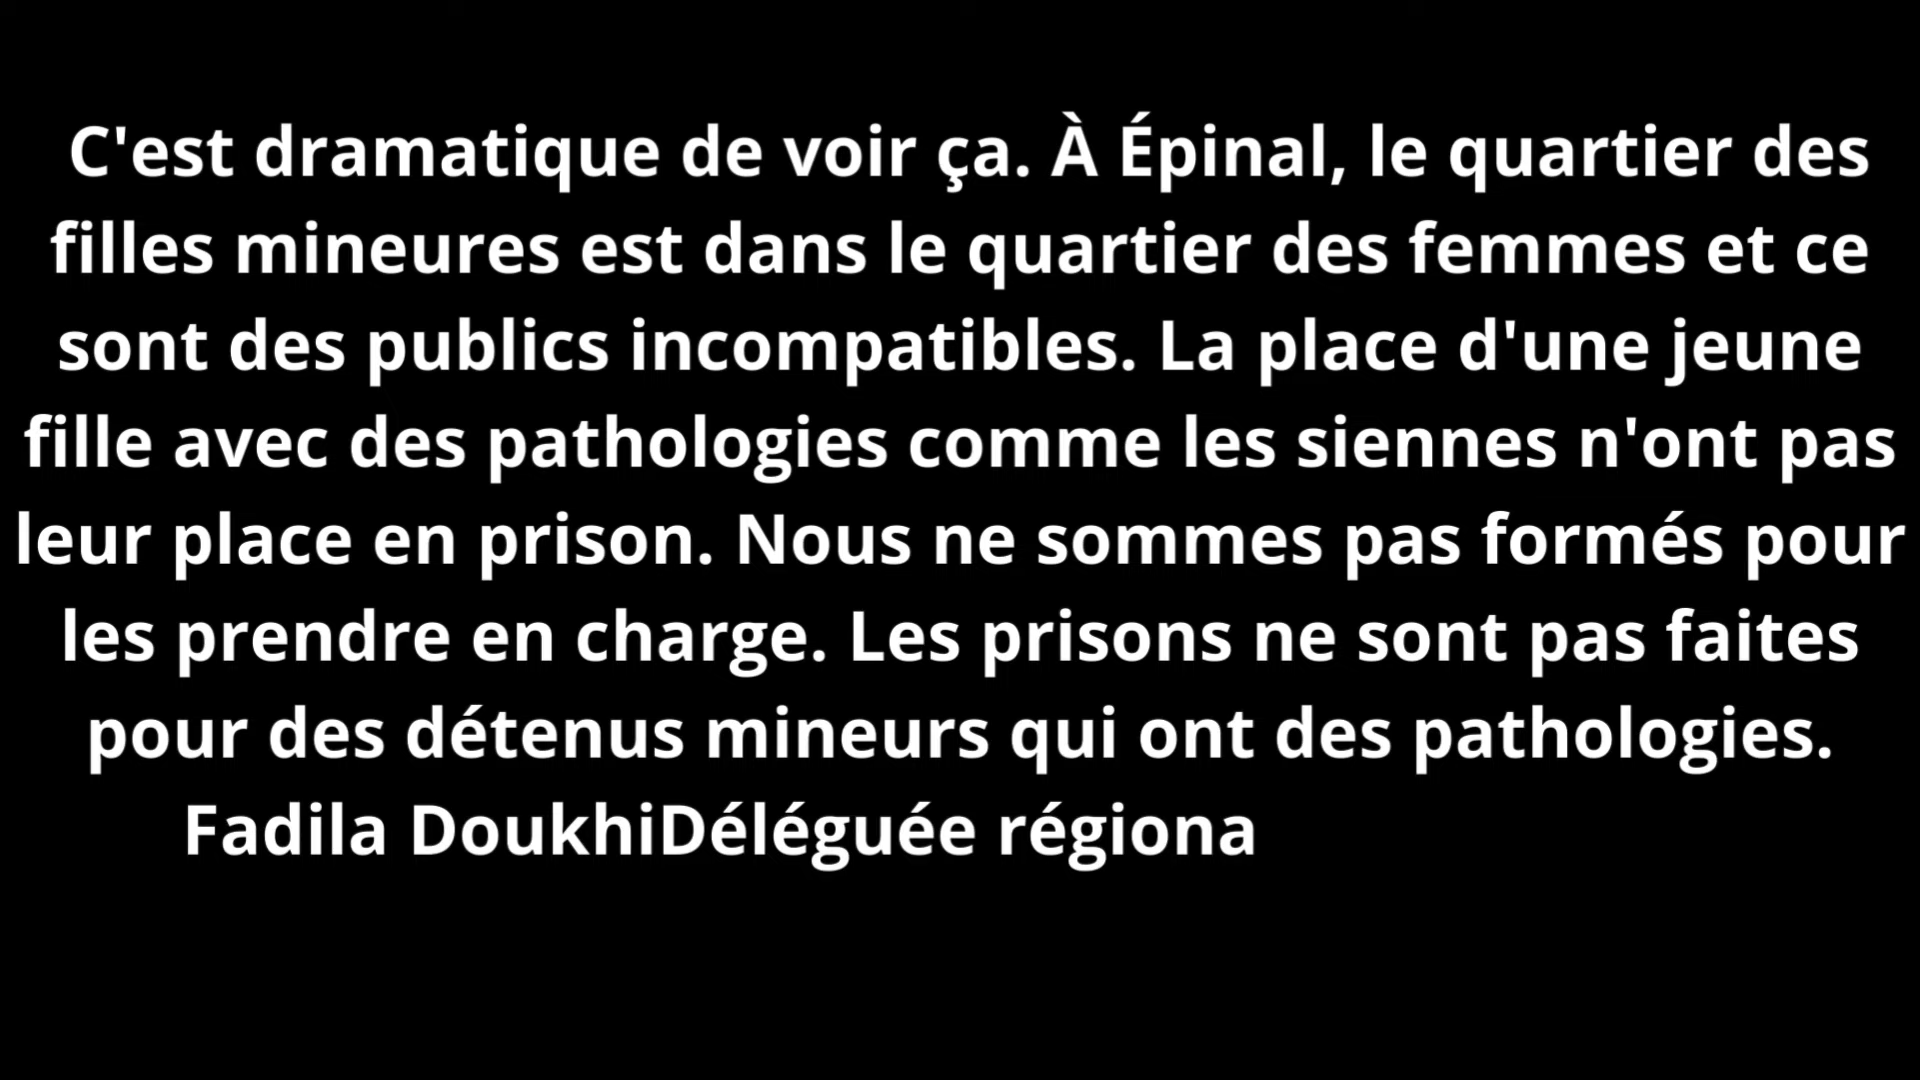 C'est dramatique de voir ça. À Épinal, le quartier des
filles mineures est dans le quartier des femmes et ce
sont des publics incompatibles. La place d'une jeune
fille avec des pathologies comme les siennes n'ont pas
leur place en prison. Nous ne sommes pas formés pour
les prendre en charge. Les prisons ne sont pas faites
pour des détenus mineurs qui ont des pathologies.
Fadila DoukhiDéléguée régiona